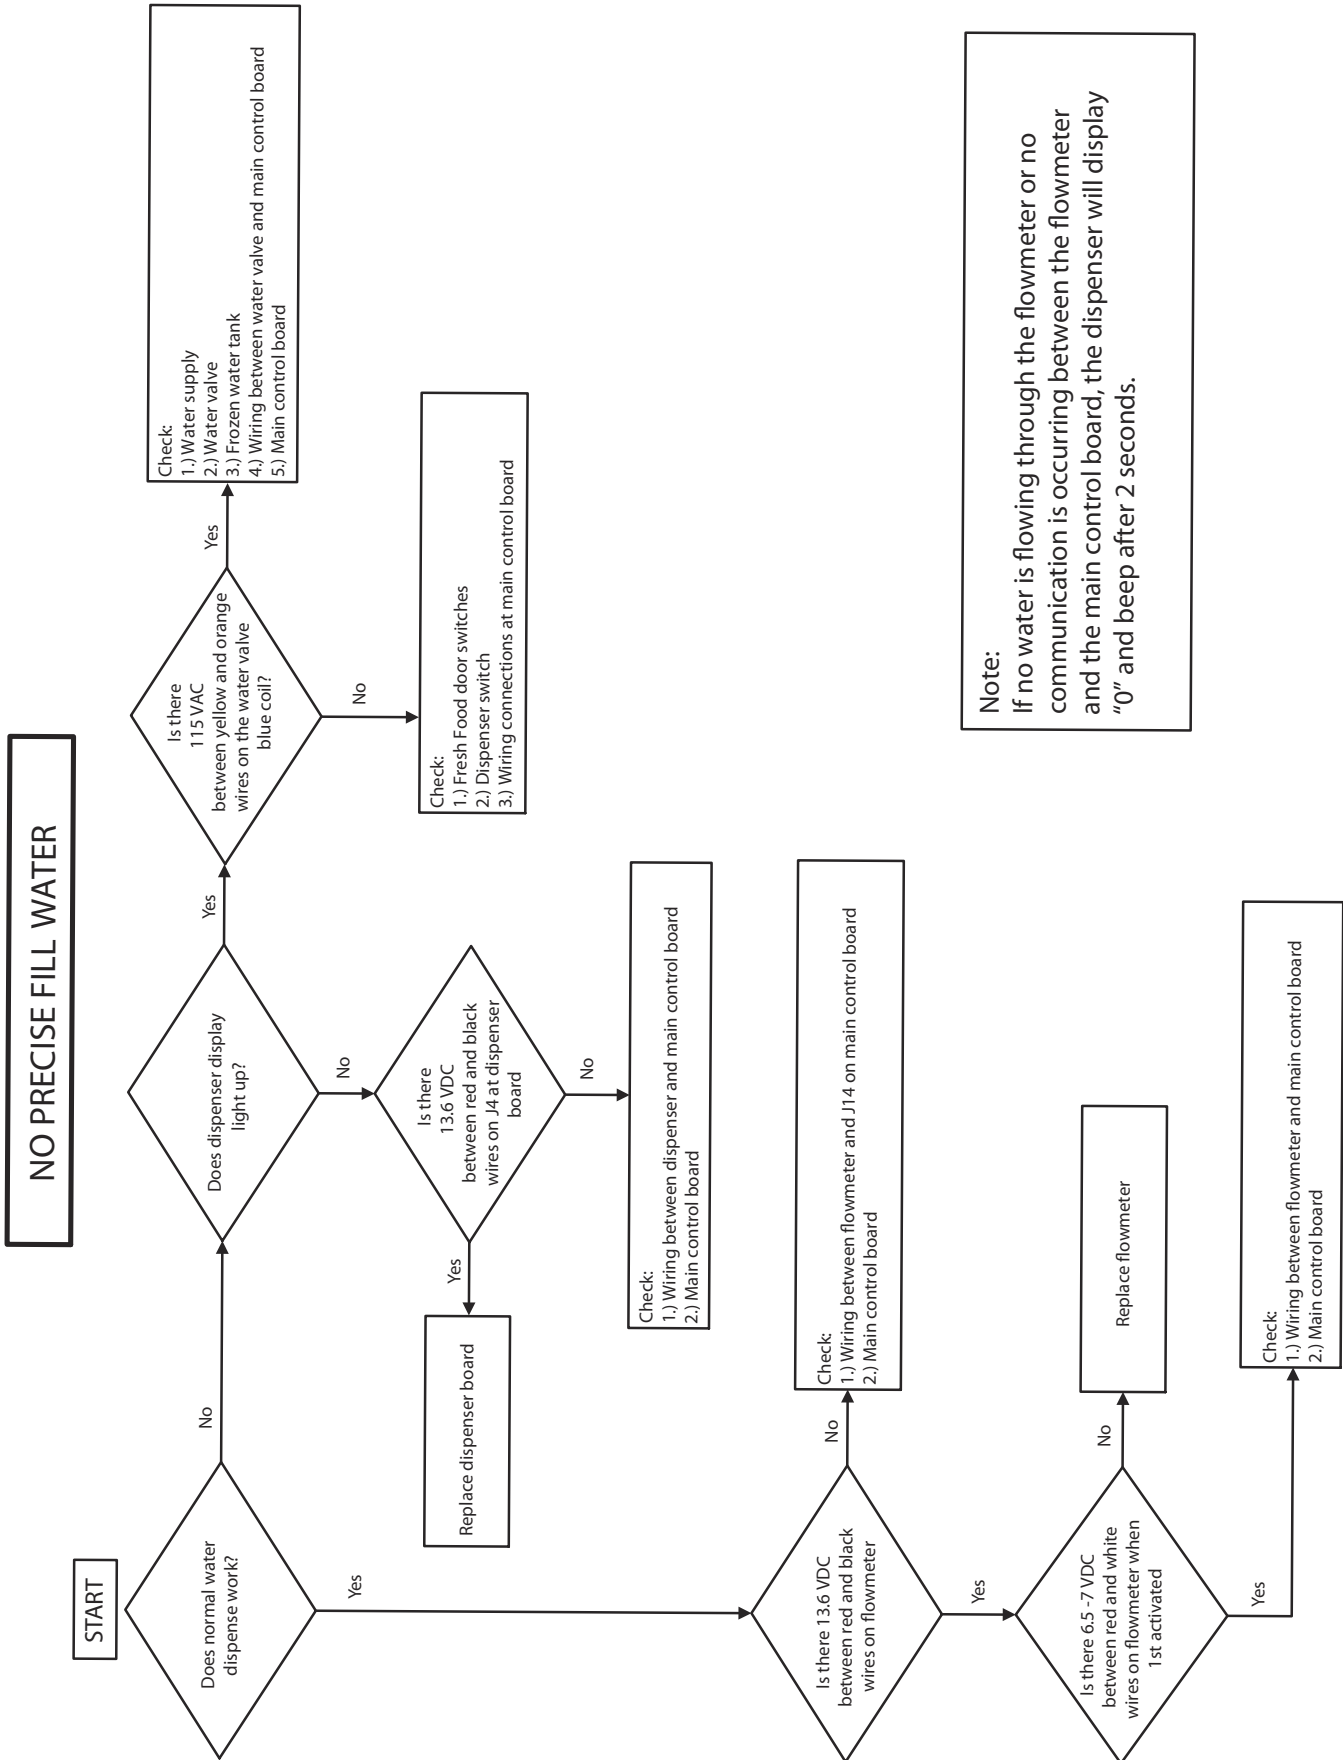 NO PRECISE FILL WATER
START
Does normal water
dispense work?
No
Does dispenser display
light up?
Yes
Is there
115 VAC
between yellow and orange
wires on the water valve
blue coil?
Yes
Check:
1.) Water supply
2.) Water valve
3.) Frozen water tank
4.) Wiring between water valve and main control board
5.) Main control board
No
Check:
1.) Fresh Food door switches
2.) Dispenser switch
3.) Wiring connections at main control board
No
Is there
13.6 VDC
between red and black
wires on J4 at dispenser
board
Yes
Replace dispenser board
No
Check:
1.) Wiring between dispenser and main control board
2.) Main control board
Yes
Is there 13.6 VDC
between red and black
wires on flowmeter
No
Check:
1.) Wiring between flowmeter and J14 on main control board
2.) Main control board
Yes
Is there 6.5 -7 VDC
between red and white
wires on flowmeter when
1st activated
No
Replace flowmeter
Yes
Check:
1.) Wiring between flowmeter and main control board
2.) Main control board
Note:
If no water is flowing through the flowmeter or no
communication is occurring between the flowmeter
and the main control board, the dispenser will display
“0” and beep after 2 seconds.